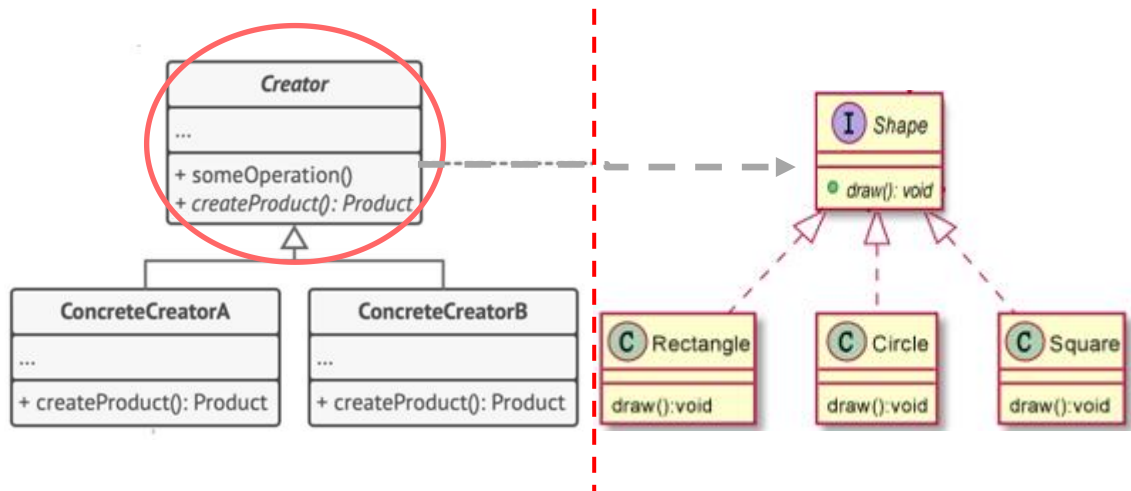 Creator
...
+ someOperation()
+ createProduct(): Product
ConcreteCreatorA
...
+ createProduct(): Product
ConcreteCreatorB
...
+ createProduct(): Product
I Shape
draw(): void
C Rectangle
draw():void
C Circle
draw():void
C Square
draw():void